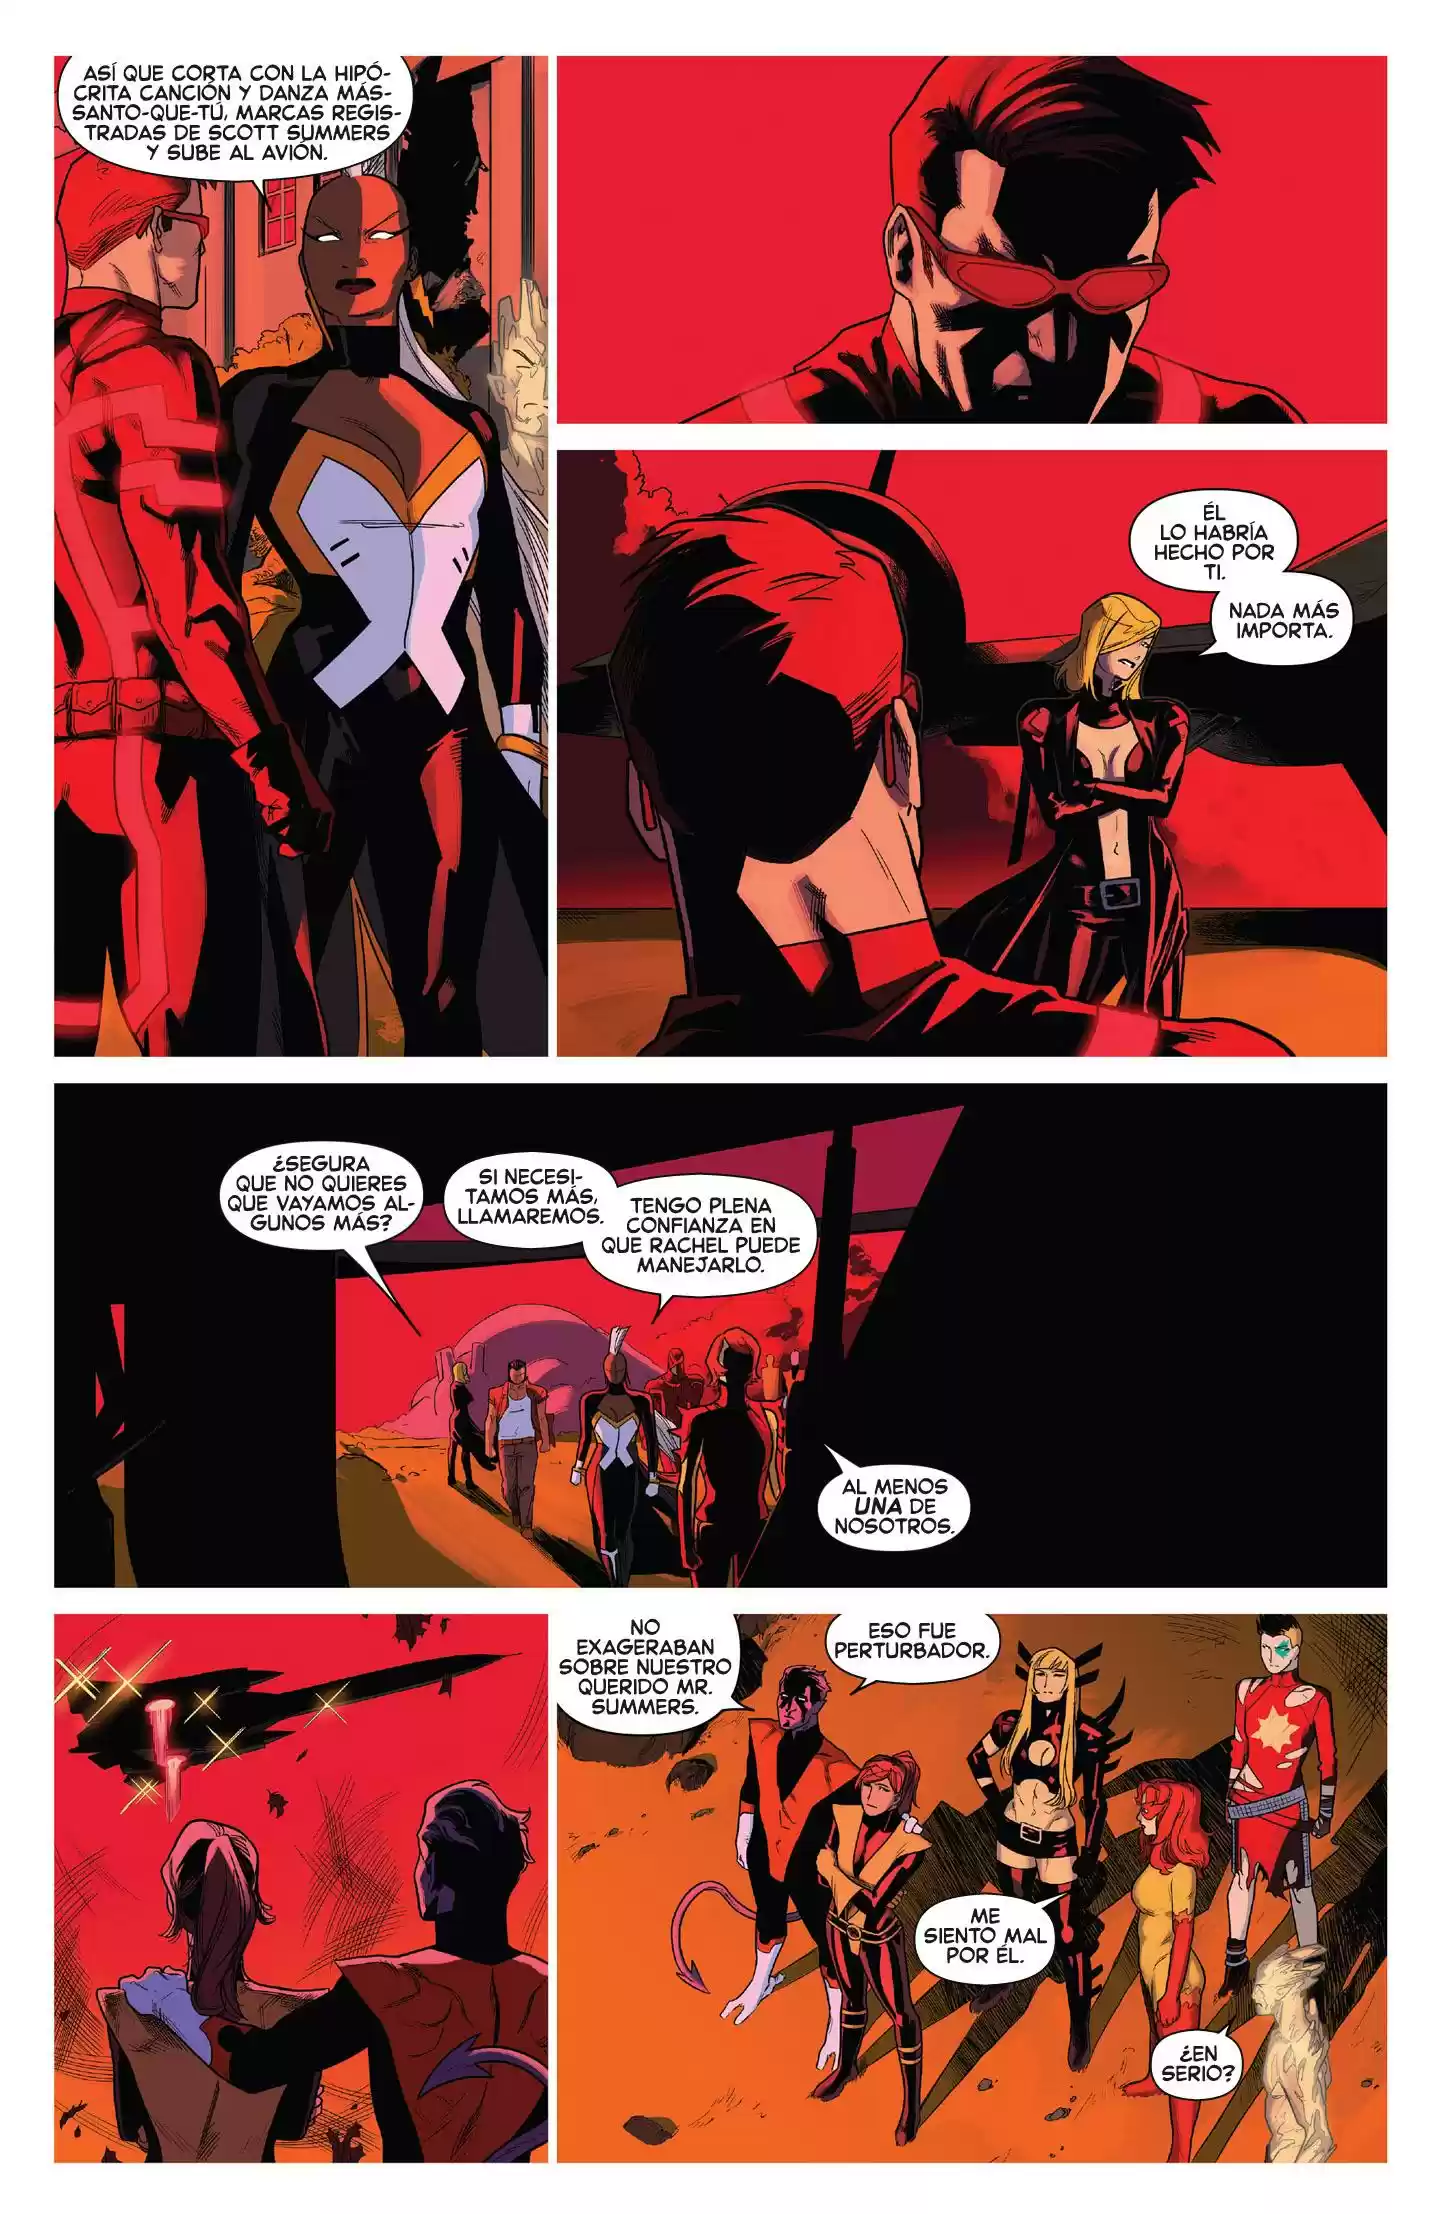 ASÍ QUE CORTA CON LA HIPÓ-
CRITA CANCIÓN Y DANZA MÁS-
SANTO-QUE-TÚ, MARCAS REGIS-
TRADAS DE SCOTT SUMMERS
Y SUBE AL AVIÓN.
ÉL
LO HABRÍA
HECHO POR
TI.
NADA MÁS
IMPORTA.
¿SEGURA
QUE NO QUIERES
QUE VAYAMOS AL-
GUNOS MÁS?
SI NECESI-
TAMOS MÁS,
LLAMAREMOS.
TENGO PLENA
CONFIANZA EN
QUE RACHEL PUEDE
MANEJARLO.
AL MENOS
UNA DE
NOSOTROS.
NO
EXAGERABAN
SOBRE NUESTRO
QUERIDO MR.
SUMMERS.
ESO FUE
PERTURBADOR.
ME
SIENTO MAL
POR ÉL.
¿EN
SERIO?